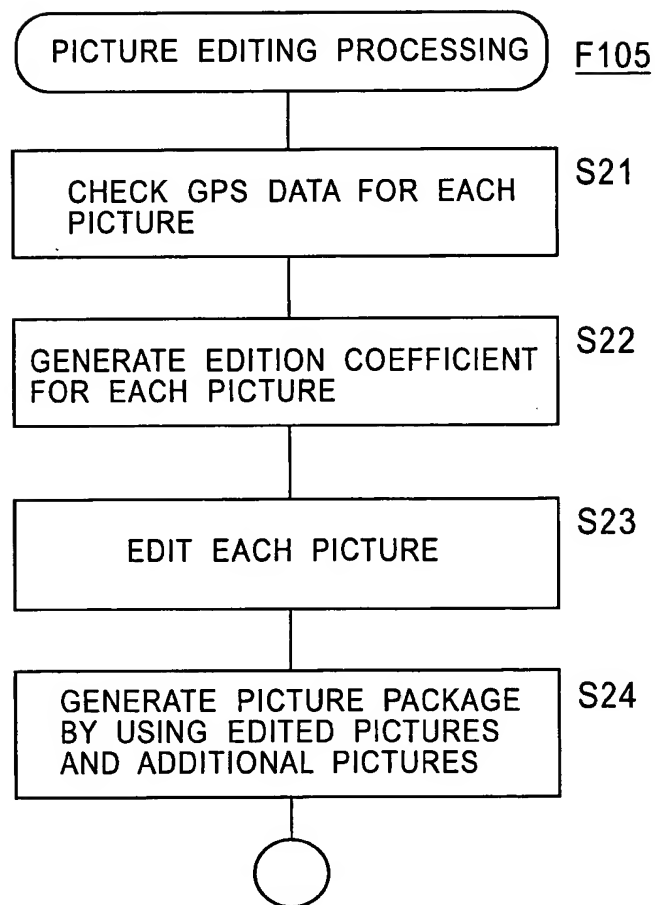 PICTURE EDITING PROCESSING F105
S21
CHECK GPS DATA FOR EACH
PICTURE
S22
GENERATE EDITION COEFFICIENT
FOR EACH PICTURE
S23
EDIT EACH PICTURE
S24
GENERATE PICTURE PACKAGE
BY USING EDITED PICTURES
AND ADDITIONAL PICTURES